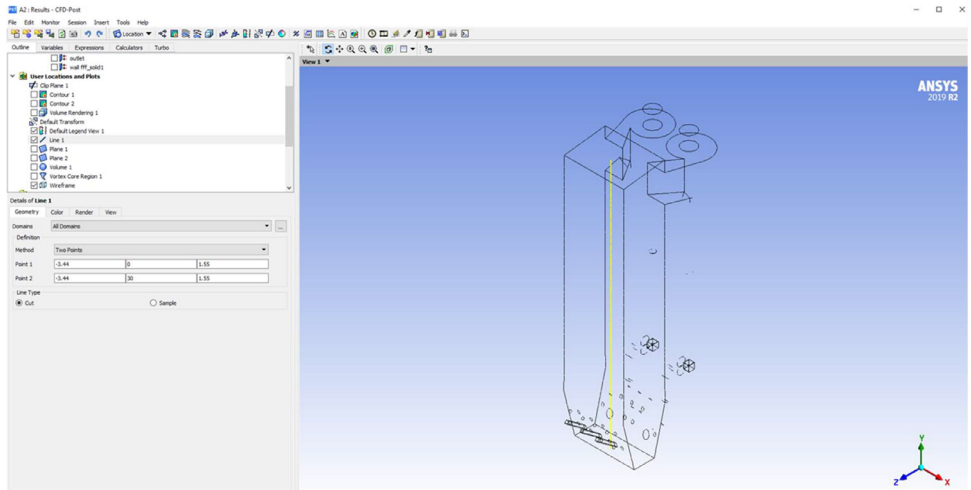 A2 : Results - CFD-Post
File Edit Monitor Session Insert Tools Help
Location
Outline Variables Expressions Calculators Turbo
outlet
wall fff_solid1
User Locations and Plots
Clip Plane 1
Contour 1
Contour 2
Volume Rendering 1
Default Transform
Default Legend View 1
Line 1
Plane 1
Plane 2
Volume 1
Vortex Core Region 1
Wireframe
Details of Line 1
Geometry Color Render View
Domains All Domains ...
Definition
Method Two Points
Point 1 -3.44 0 1.55
Point 2 -3.44 30 1.55
Line Type
Cut Sample
View 1
ANSYS
2019 R2
Y
Z X